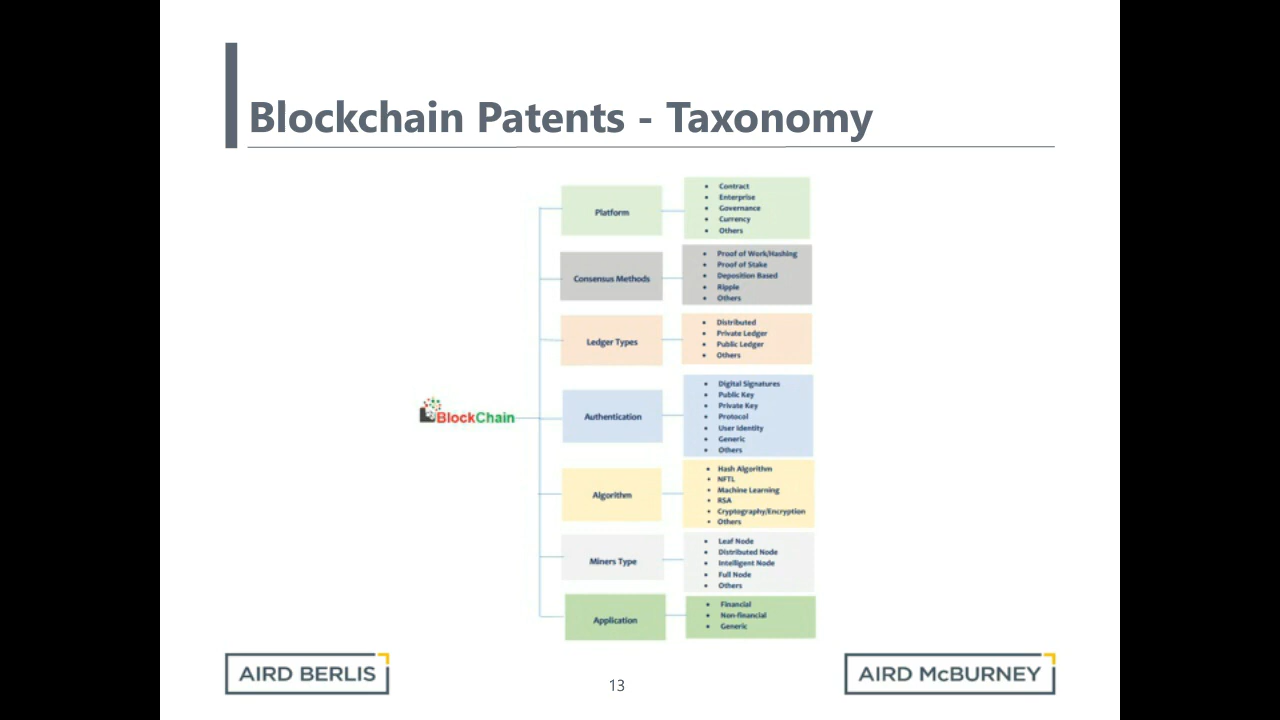 Blockchain Patents - Taxonomy
BlockChain
Platform
• Contract
• Enterprise
• Governance
• Currency
• Others
Consensus Methods
• Proof of Work/Hashing
• Proof of Stake
• Deposition Based
• Ripple
• Others
Ledger Types
• Distributed
• Private Ledger
• Public Ledger
• Others
Authentication
• Digital Signatures
• Public Key
• Private Key
• Protocol
• User Identity
• Generic
• Others
Algorithm
• Hash Algorithm
• NFTL
• Machine Learning
• RSA
• Cryptography/Encryption
• Others
Miners Type
• Leaf Node
• Distributed Node
• Intelligent Node
• Full Node
• Others
Application
• Financial
• Non-financial
• Generic
AIRD BERLIS
13
AIRD McBURNEY